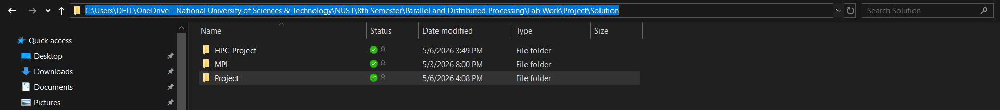 C:\Users\DELL\OneDrive - National University of Sciences & Technology\NUST\8th Semester\Parallel and Distributed Processing\Lab Work\Project\Solution
Search Solution
Name Status Date modified Type Size
Quick access
Desktop
Downloads
Documents
Pictures
HPC_Project 5/6/2026 3:49 PM File folder
MPI 5/3/2026 8:00 PM File folder
Project 5/6/2026 4:08 PM File folder